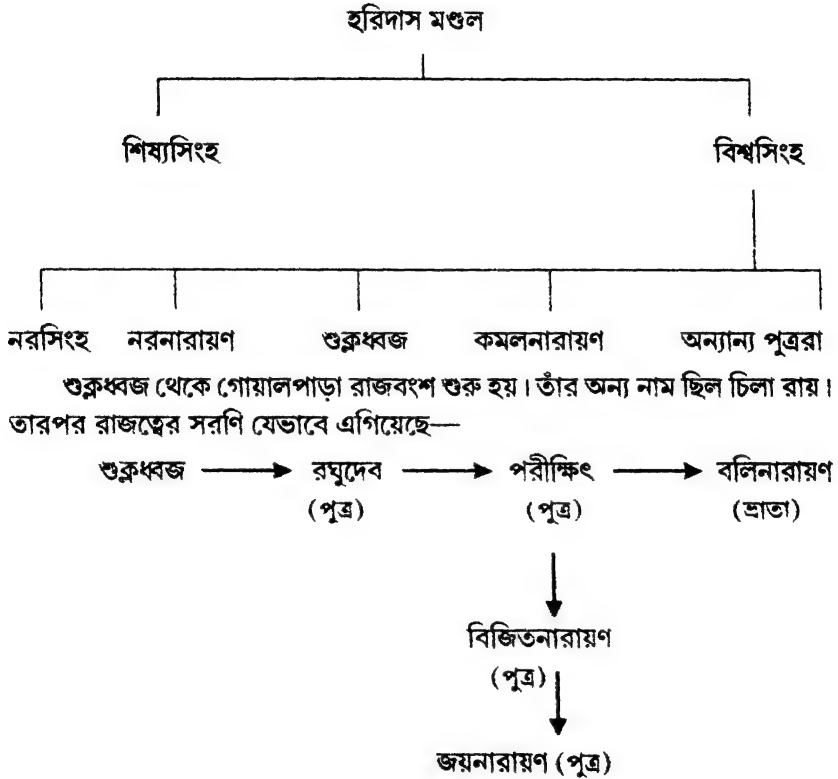 হরিদাস মণ্ডল
শিষ্যসিংহ বিশ্বসিংহ
নরসিংহ নরনারায়ণ শুক্লধ্বজ কমলনারায়ণ অন্যান্য পুত্ররা
শুক্লধ্বজ থেকে গোয়ালপাড়া রাজবংশ শুরু হয়। তাঁর অন্য নাম ছিল চিলা রায়।
তারপর রাজত্বের সরণি যেভাবে এগিয়েছে—
শুক্লধ্বজ রঘুদেব পরীক্ষিৎ বলিনারায়ণ
(পুত্র) (পুত্র) (ভ্রাতা)
বিজিতনারায়ণ
(পুত্র)
জয়নারায়ণ (পুত্র)